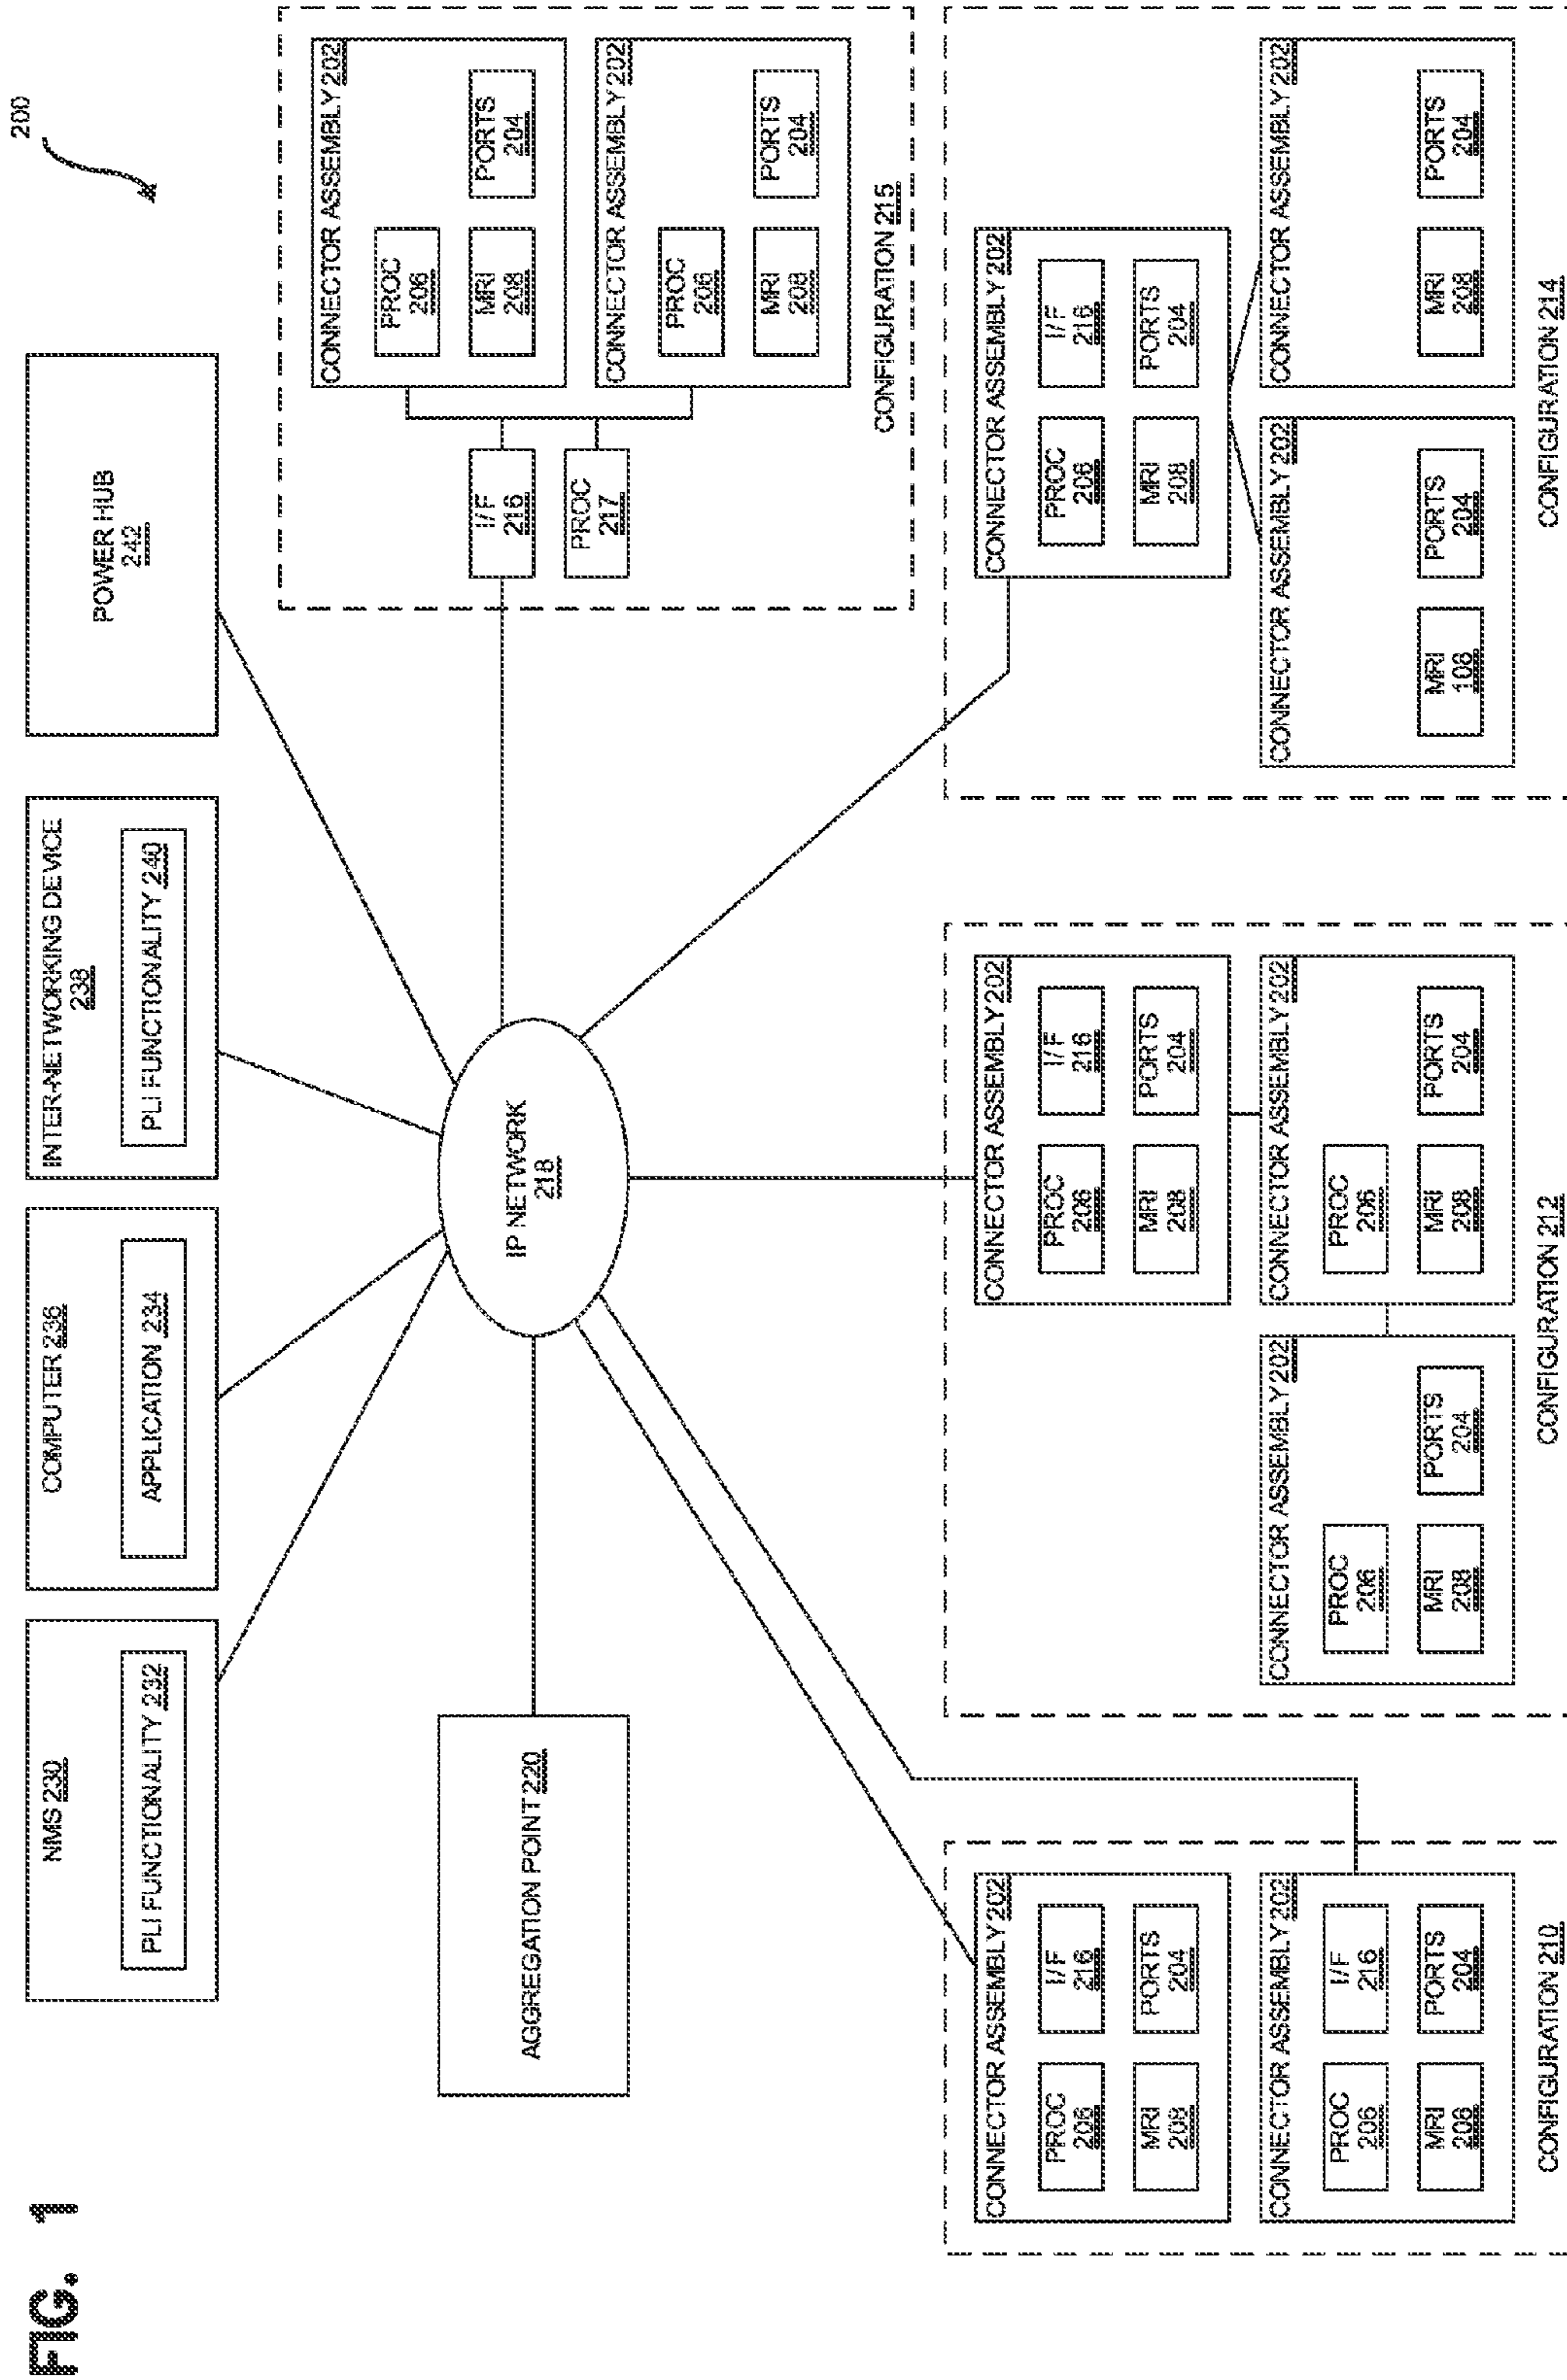 FIG. 1
200
NMS 230
PLI FUNCTIONALITY 232
COMPUTER 236
APPLICATION 234
INTER-NETWORKING DEVICE
238
PLI FUNCTIONALITY 240
POWER HUB
242
AGGREGATION POINT 220
IP NETWORK
218
I/F
216
PROC
217
CONNECTOR ASSEMBLY 202
PROC
206
MRI
208
PORTS
204
CONNECTOR ASSEMBLY 202
PROC
206
MRI
208
PORTS
204
CONFIGURATION 215
CONNECTOR ASSEMBLY 202
PROC
206
I/F
216
MRI
208
PORTS
204
CONNECTOR ASSEMBLY 202
PROC
206
I/F
216
MRI
208
PORTS
204
CONFIGURATION 210
CONNECTOR ASSEMBLY 202
PROC
206
I/F
216
MRI
208
PORTS
204
CONNECTOR ASSEMBLY 202
PROC
206
MRI
208
PORTS
204
CONNECTOR ASSEMBLY 202
PROC
206
MRI
208
PORTS
204
CONFIGURATION 212
CONNECTOR ASSEMBLY 202
PROC
206
I/F
216
MRI
208
PORTS
204
CONNECTOR ASSEMBLY 202
MRI
108
PORTS
204
CONNECTOR ASSEMBLY 202
MRI
208
PORTS
204
CONFIGURATION 214